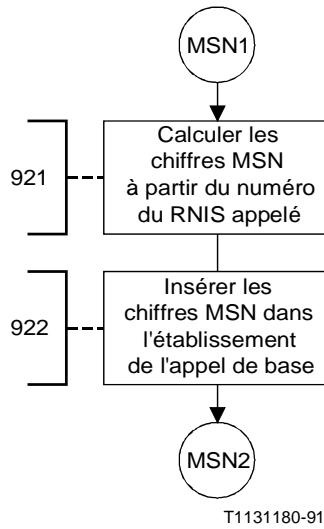 MSN1
921
Calculer les
chiffres MSN
à partir du numéro
du RNIS appelé
922
Insérer les
chiffres MSN dans
l'établissement
de l'appel de base
MSN2
T1131180-91